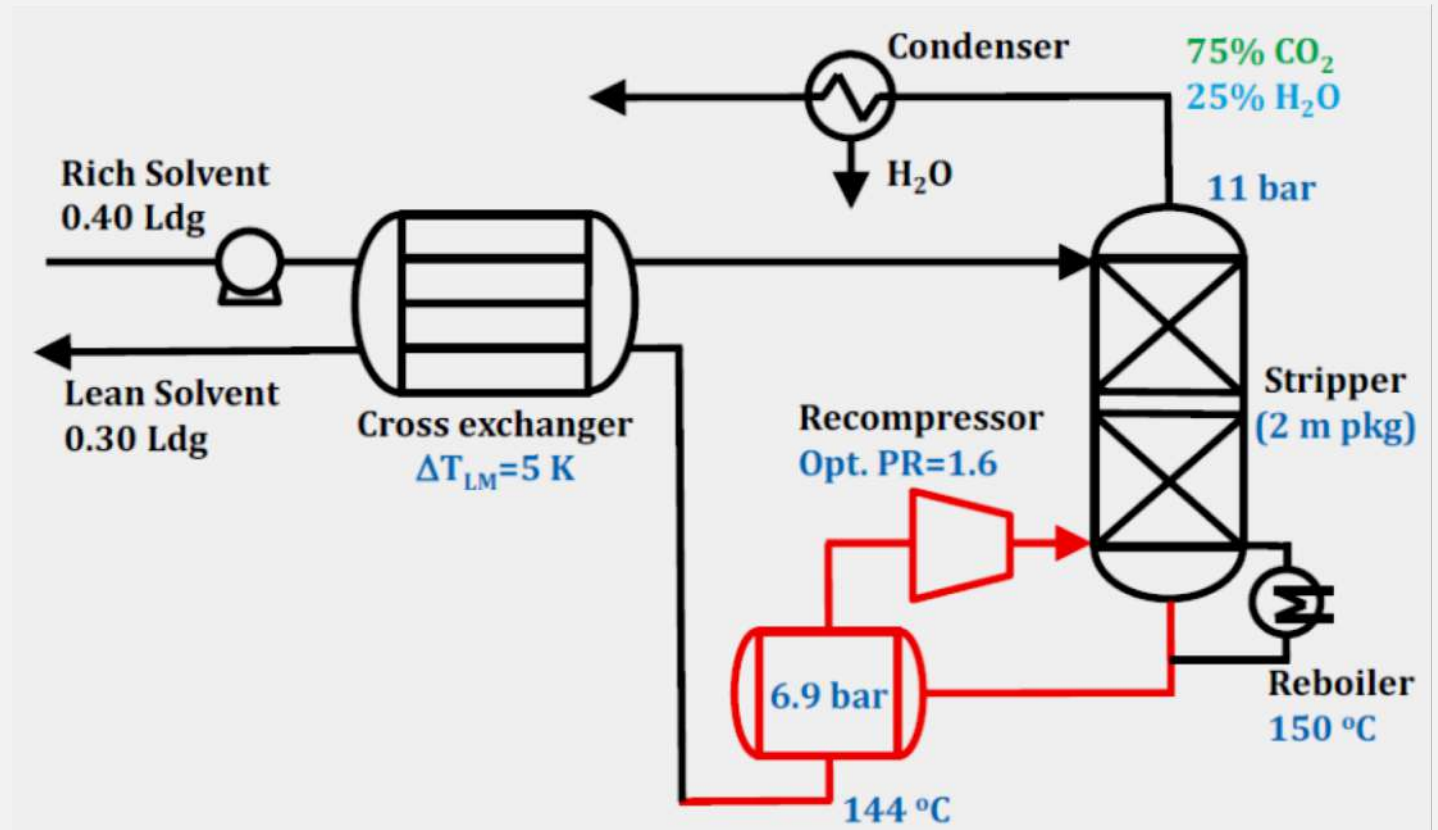 Condenser
75% CO₂
25% H₂O
Rich Solvent
0.40 Ldg
H₂O
11 bar
Lean Solvent
0.30 Ldg
Cross exchanger
ΔT_LM=5 K
Recompressor
Opt. PR=1.6
Stripper
(2 m pkg)
6.9 bar
Reboiler
150 °C
144 °C